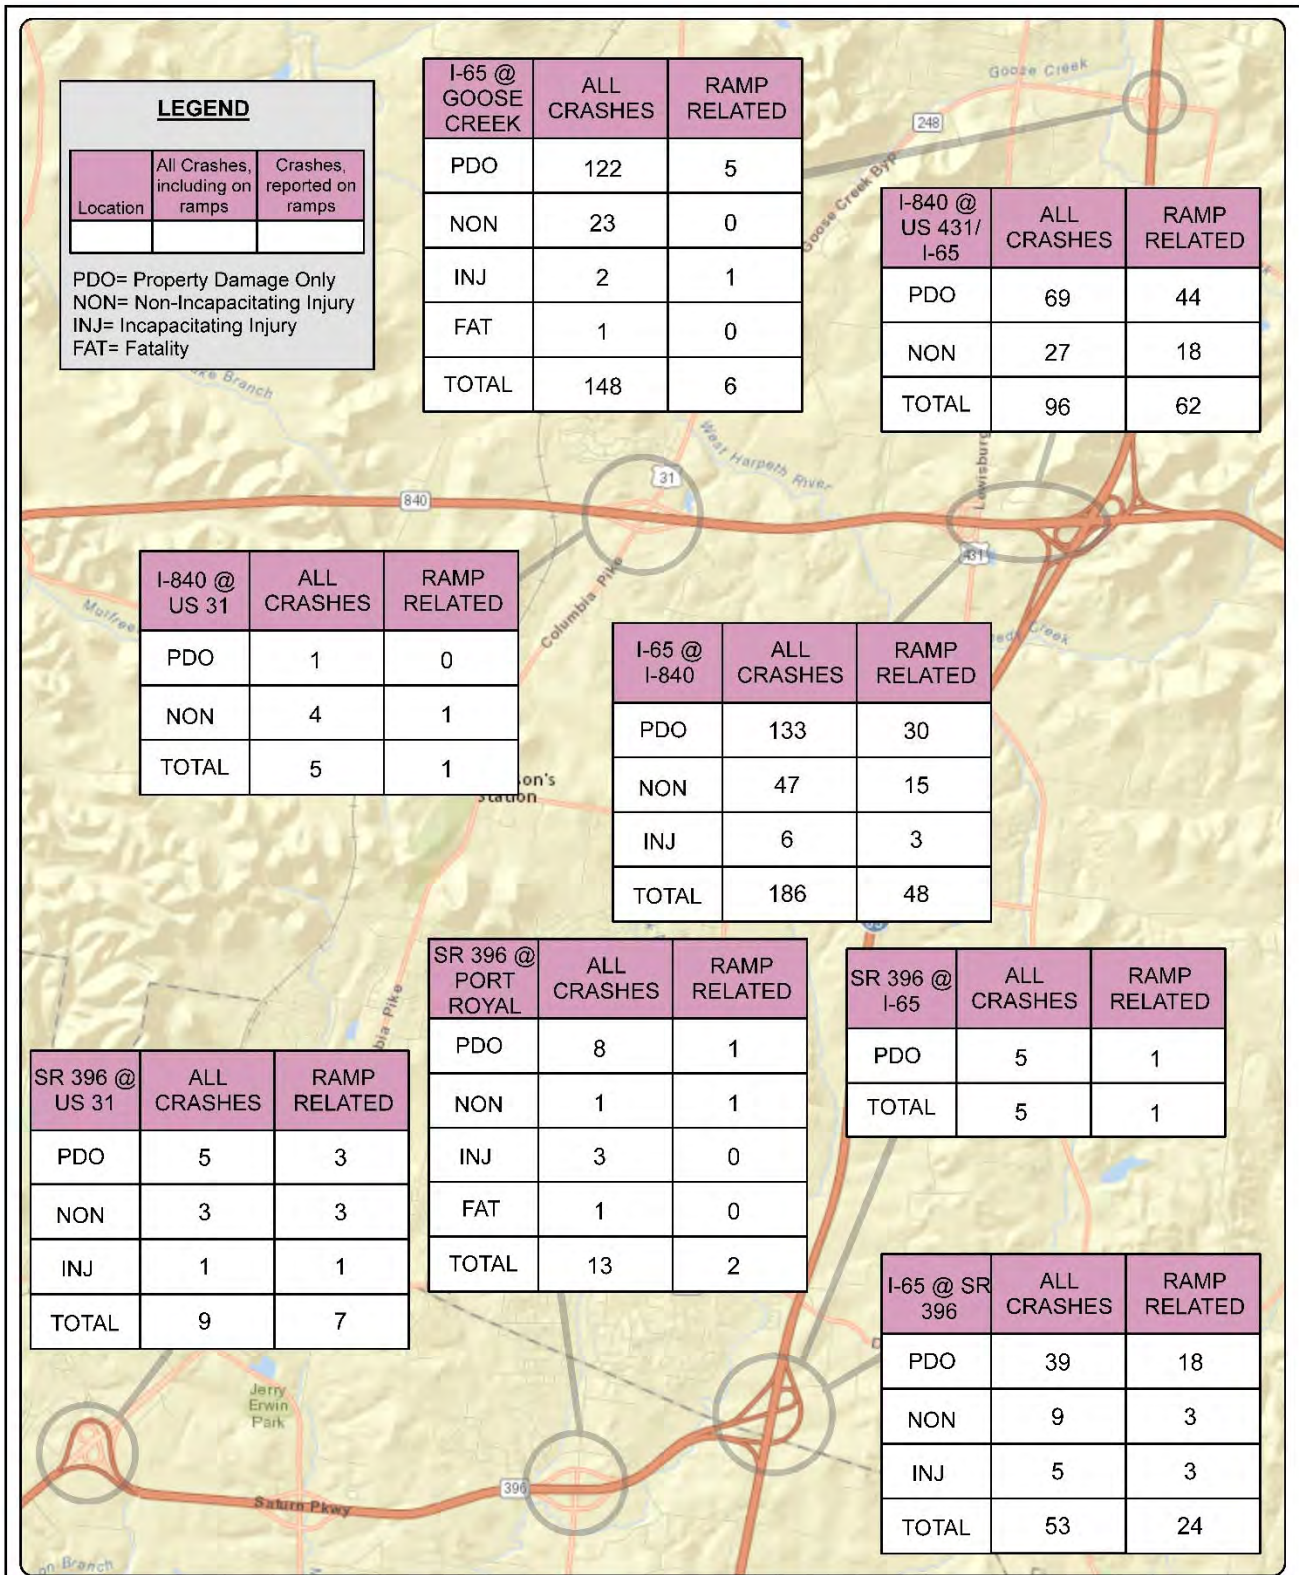 LEGEND
Location
All Crashes,
including on
ramps
Crashes,
reported on
ramps
PDO= Property Damage Only
NON= Non-Incapacitating Injury
INJ= Incapacitating Injury
FAT= Fatality
I-65 @
GOOSE
CREEK
ALL
CRASHES
RAMP
RELATED
PDO 122 5
NON 23 0
INJ 2 1
FAT 1 0
TOTAL 148 6
Goose Creek
248
Goose Creek ByP
I-840 @
US 431/
I-65
ALL
CRASHES
RAMP
RELATED
PDO 69 44
NON 27 18
TOTAL 96 62
Branch
West Harpeth River
Lewisburg
31
840
431
Columbia Pike
Creek
I-840 @
US 31
ALL
CRASHES
RAMP
RELATED
PDO 1 0
NON 4 1
TOTAL 5 1
I-65 @
I-840
ALL
CRASHES
RAMP
RELATED
PDO 133 30
NON 47 15
INJ 6 3
TOTAL 186 48
on's
Station
bia Pike
SR 396 @
PORT
ROYAL
ALL
CRASHES
RAMP
RELATED
PDO 8 1
NON 1 1
INJ 3 0
FAT 1 0
TOTAL 13 2
SR 396 @
I-65
ALL
CRASHES
RAMP
RELATED
PDO 5 1
TOTAL 5 1
SR 396 @
US 31
ALL
CRASHES
RAMP
RELATED
PDO 5 3
NON 3 3
INJ 1 1
TOTAL 9 7
I-65 @ SR
396
ALL
CRASHES
RAMP
RELATED
PDO 39 18
NON 9 3
INJ 5 3
TOTAL 53 24
Jerry
Erwin
Park
396
Saturn Pkwy
on Branch